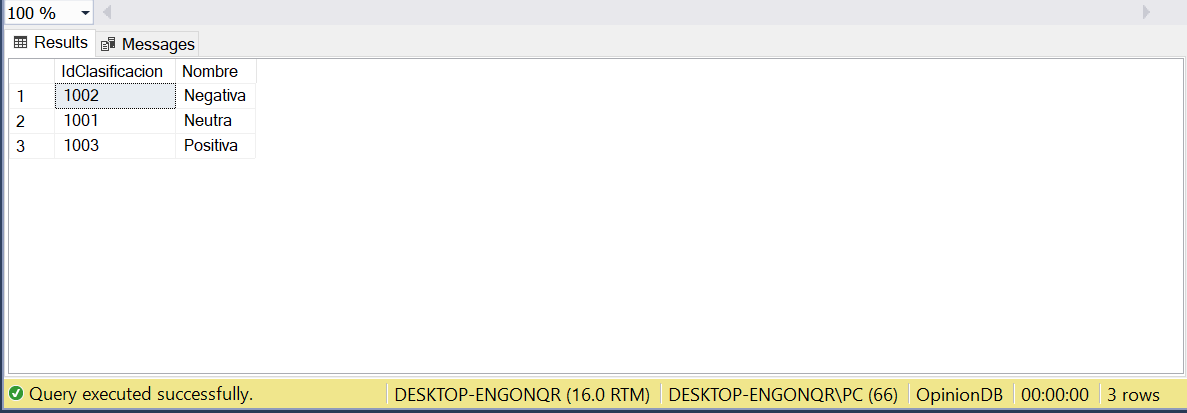 100 %
Results Messages
IdClasificacion Nombre
1 1002 Negativa
2 1001 Neutra
3 1003 Positiva
Query executed successfully. DESKTOP-ENGONQR (16.0 RTM) DESKTOP-ENGONQR\PC (66) OpinionDB 00:00:00 3 rows